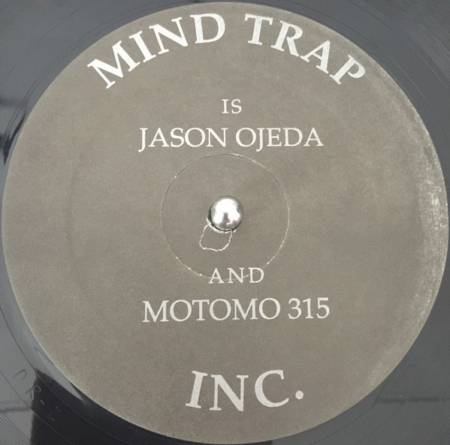 MIND TRAP
IS
JASON OJEDA
AND
MOTOMO 315
INC.